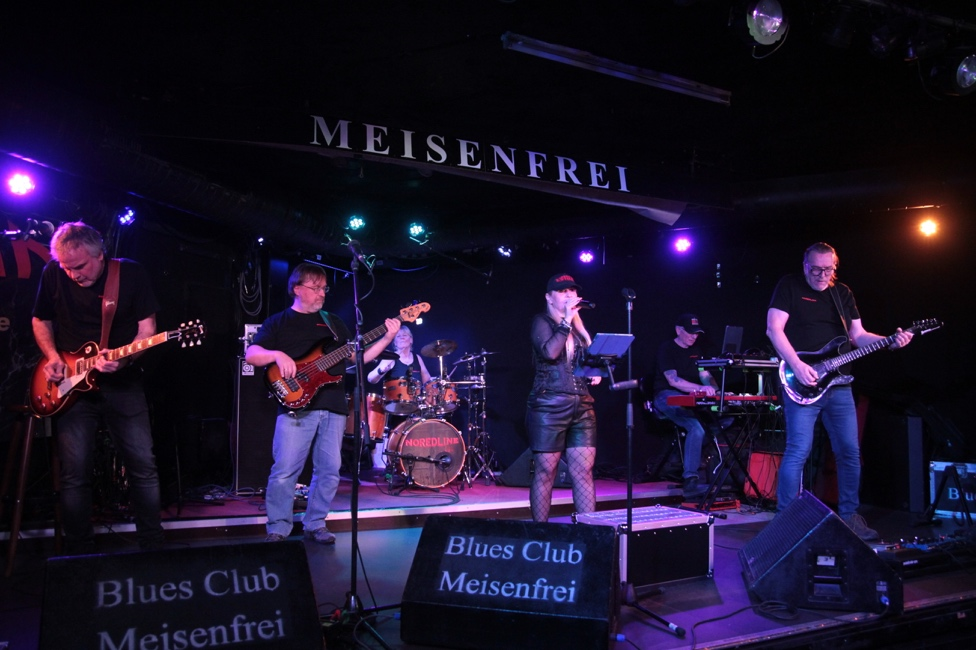 MEISENFREI
NOREDLINE
Blues Club
Meisenfrei
Blues Club
Meisenfrei